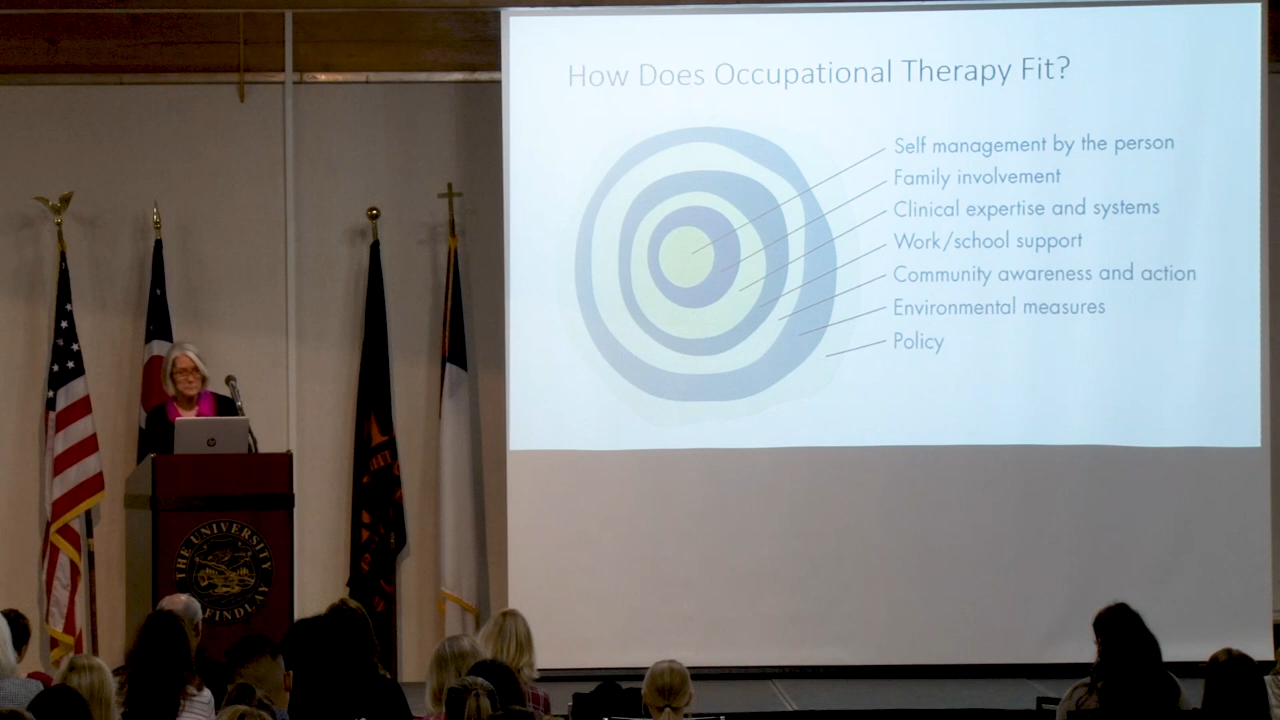 How Does Occupational Therapy Fit?
Self management by the person
Family involvement
Clinical expertise and systems
Work/school support
Community awareness and action
Environmental measures
Policy
hp
THE UNIVERSITY
FINDLAY